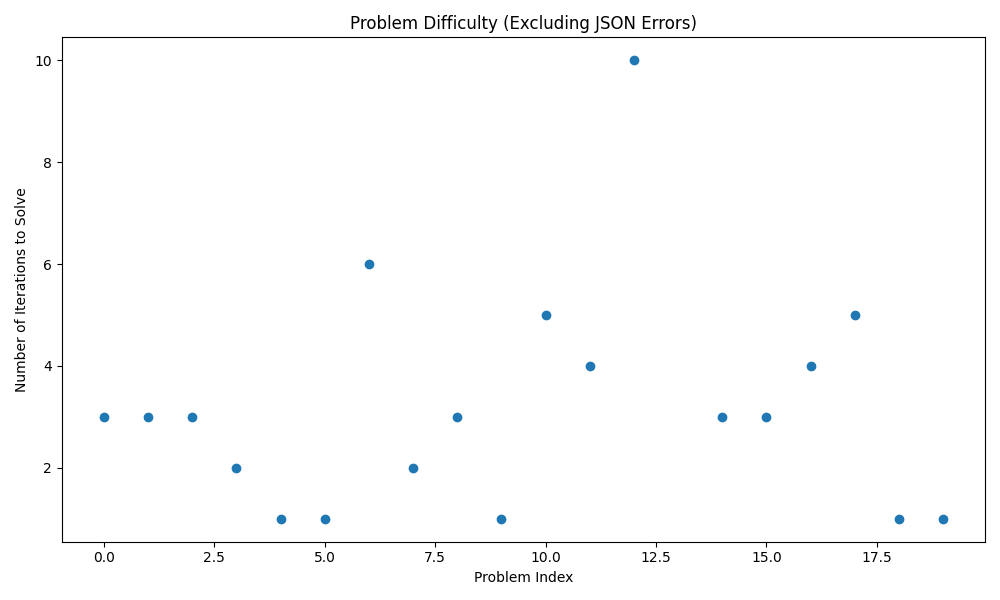 Problem Difficulty (Excluding JSON Errors)
10
8
6
4
2
Number of Iterations to Solve
0.0 2.5 5.0 7.5 10.0 12.5 15.0 17.5
Problem Index